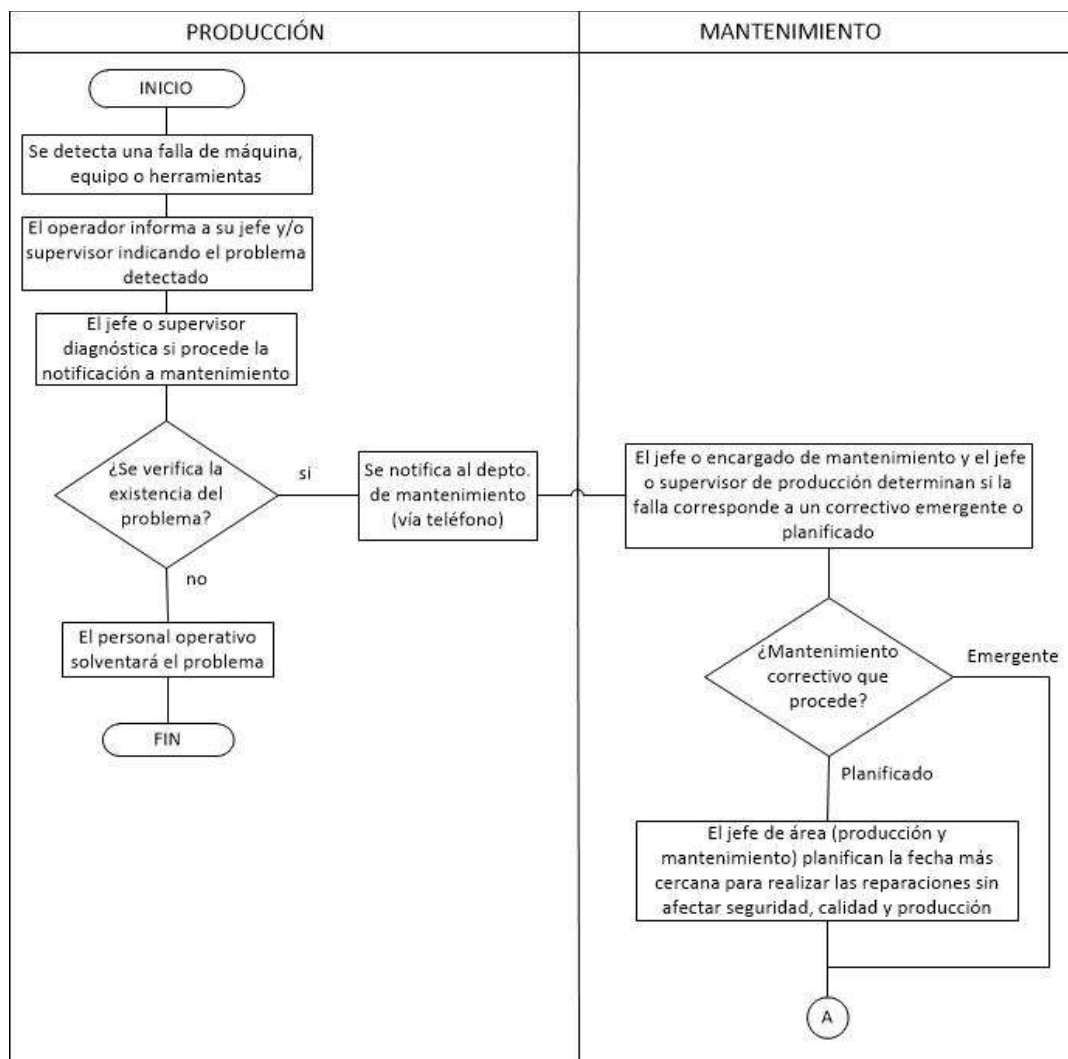 PRODUCCIÓN
MANTENIMIENTO
INICIO
Se detecta una falla de máquina,
equipo o herramientas
El operador informa a su jefe y/o
supervisor indicando el problema
detectado
El jefe o supervisor
diagnóstica si procede la
notificación a mantenimiento
¿Se verifica la
existencia del
problema?
si
no
El personal operativo
solventará el problema
FIN
Se notifica al depto.
de mantenimiento
(vía teléfono)
El jefe o encargado de mantenimiento y el jefe
o supervisor de producción determinan si la
falla corresponde a un correctivo emergente o
planificado
¿Mantenimiento
correctivo que
procede?
Emergente
Planificado
El jefe de área (producción y
mantenimiento) planifican la fecha más
cercana para realizar las reparaciones sin
afectar seguridad, calidad y producción
A